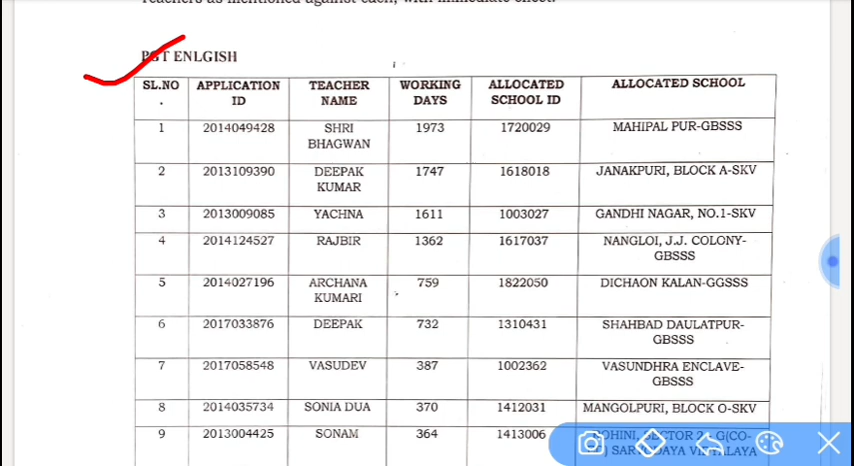 Teachers as mentioned against each, with immediate effect.
PGT ENLGISH
SL.NO . APPLICATION ID TEACHER NAME WORKING DAYS ALLOCATED SCHOOL ID ALLOCATED SCHOOL
1 2014049428 SHRI BHAGWAN 1973 1720029 MAHIPAL PUR-GBSSS
2 2013109390 DEEPAK KUMAR 1747 1618018 JANAKPURI, BLOCK A-SKV
3 2013009085 YACHNA 1611 1003027 GANDHI NAGAR, NO.1-SKV
4 2014124527 RAJBIR 1362 1617037 NANGLOI, J.J. COLONY-GBSSS
5 2014027196 ARCHANA KUMARI 759 1822050 DICHAON KALAN-GGSSS
6 2017033876 DEEPAK 732 1310431 SHAHBAD DAULATPUR-GBSSS
7 2017058548 VASUDEV 387 1002362 VASUNDHRA ENCLAVE-GBSSS
8 2014035734 SONIA DUA 370 1412031 MANGOLPURI, BLOCK O-SKV
9 2013004425 SONAM 364 1413006 ROHINI, SECTOR G(CO-